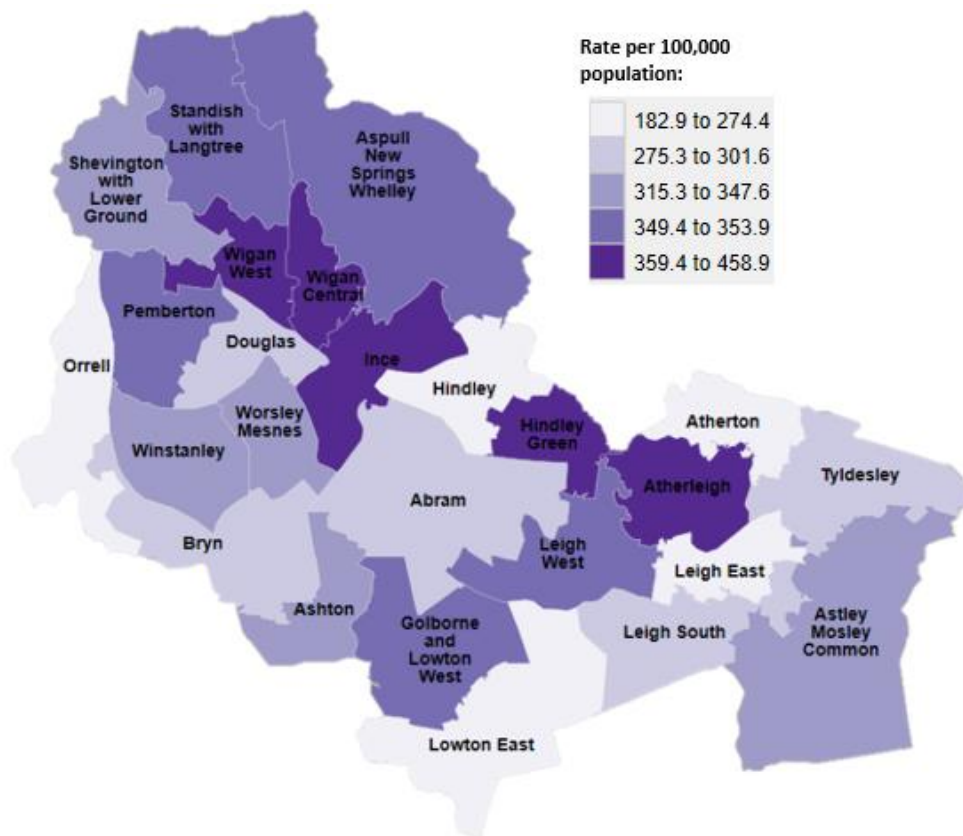 Rate per 100,000
population:
182.9 to 274.4
275.3 to 301.6
315.3 to 347.6
349.4 to 353.9
359.4 to 458.9
Standish
with
Langtree
Aspull
New
Springs
Whelley
Shevington
with
Lower
Ground
Wigan
West
Wigan
Central
Pemberton
Douglas
Orrell
Ince
Hindley
Atherton
Worsley
Mesnes
Hindley
Green
Winstanley
Tyldesley
Atherleigh
Abram
Bryn
Leigh
West
Leigh East
Ashton
Golborne
and
Lowton
West
Leigh South
Astley
Mosley
Common
Lowton East